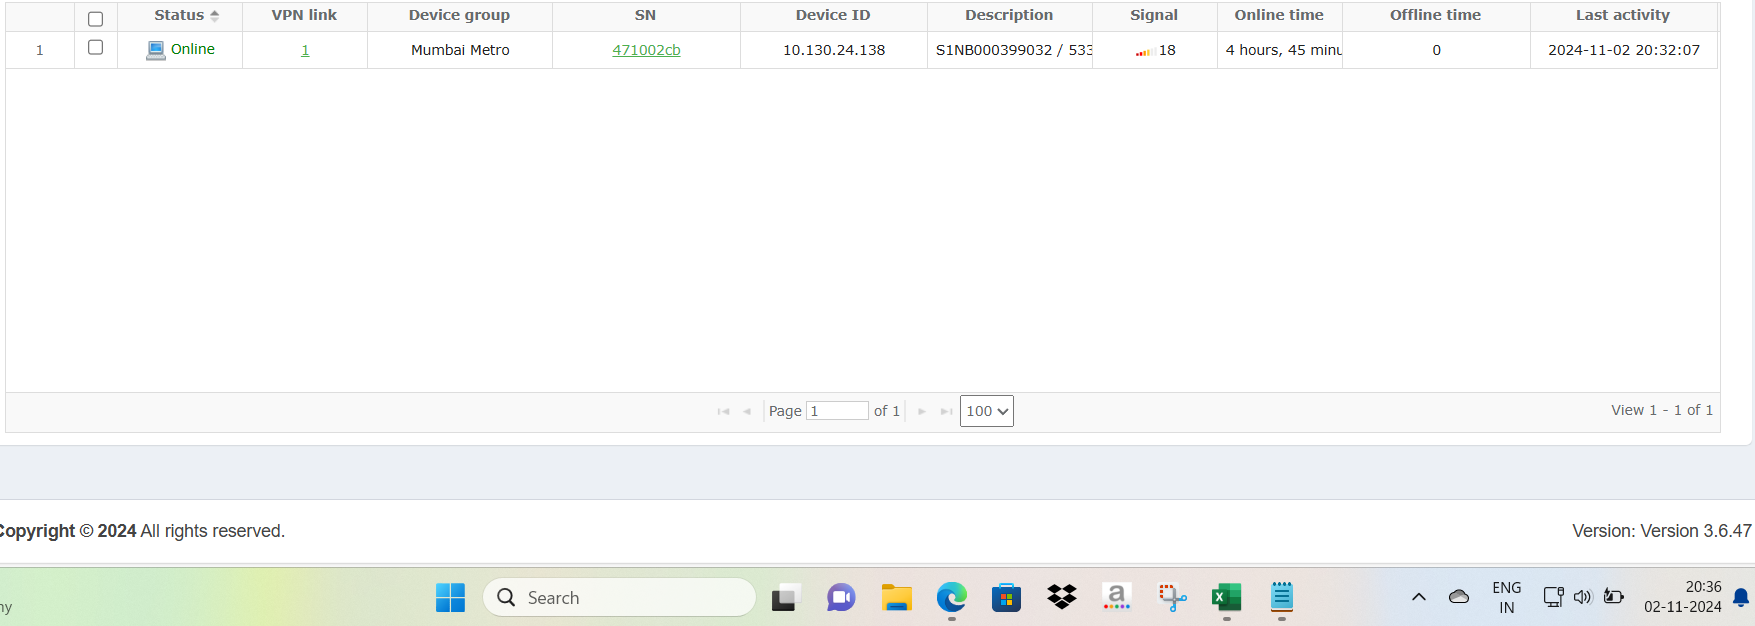 Status VPN link Device group SN Device ID Description Signal Online time Offline time Last activity
1 Online 1 Mumbai Metro 471002cb 10.130.24.138 S1NB000399032 / 533 18 4 hours, 45 minu 0 2024-11-02 20:32:07
Page 1 of 1 100 View 1 - 1 of 1
Copyright © 2024 All rights reserved. Version: Version 3.6.47
ny Search ENG 20:36
IN 02-11-2024